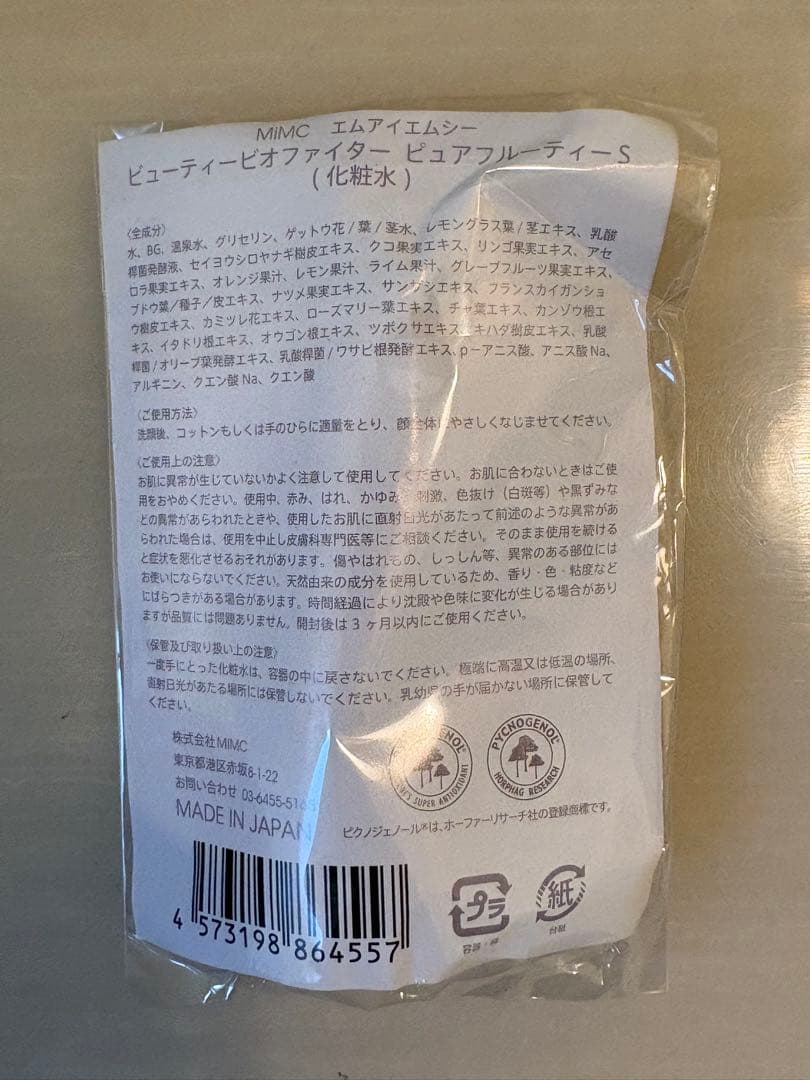 MiMC エムアイエムシー
ビューティービオファイター ピュアフルーティーS
(化粧水)
〈全成分〉
水、BG、温泉水、グリセリン、ゲットウ花/葉/茎水、レモングラス葉/茎エキス、乳酸
桿菌発酵液、セイヨウシロヤナギ樹皮エキス、クコ果実エキス、リンゴ果実エキス、アセ
ロラ果実エキス、オレンジ果汁、レモン果汁、ライム果汁、グレープフルーツ果実エキス、
ブドウ葉/種子/皮エキス、ナツメ果実エキス、サンザシエキス、フランスカイガンショ
ウ樹皮エキス、カミツレ花エキス、ローズマリー葉エキス、チャ葉エキス、カンゾウ根エ
キス、イタドリ根エキス、オウゴン根エキス、ツボクサエキス、キハダ樹皮エキス、乳酸
桿菌/オリーブ葉発酵エキス、乳酸桿菌/ワサビ根発酵エキス、p－アニス酸、アニス酸Na、
アルギニン、クエン酸Na、クエン酸
〈ご使用方法〉
洗顔後、コットンもしくは手のひらに適量をとり、顔全体にやさしくなじませてください。
〈ご使用上の注意〉
お肌に異常が生じていないかよく注意して使用してください。お肌に合わないときはご使
用をおやめください。使用中、赤み、はれ、かゆみ、刺激、色抜け（白斑等）や黒ずみな
どの異常があらわれたときや、使用したお肌に直射日光があたって前述のような異常があ
らわれた場合は、使用を中止し皮膚科専門医等にご相談ください。そのまま使用を続ける
と症状を悪化させるおそれがあります。傷やはれもの、しっしん等、異常のある部位には
お使いにならないでください。天然由来の成分を使用しているため、香り・色・粘度など
にばらつきがある場合があります。時間経過により沈殿や色味に変化が生じる場合があり
ますが品質には問題ありません。開封後は3ヶ月以内にご使用ください。
〈保管及び取り扱い上の注意〉
一度手にとった化粧水は、容器の中に戻さないでください。極端に高温又は低温の場所、
直射日光があたる場所には保管しないでください。乳幼児の手が届かない場所に保管して
ください。
株式会社MIMC
東京都港区赤坂8-1-22
お問い合わせ 03-6455-516
MADE IN JAPAN
SUPER ANTIOXIDANT
PYCNOGENOL®
HORPHAG RESEARCH
ピクノジェノール®は、ホーファーリサーチ社の登録商標です。
4 573198 864557
プラ
紙
台紙